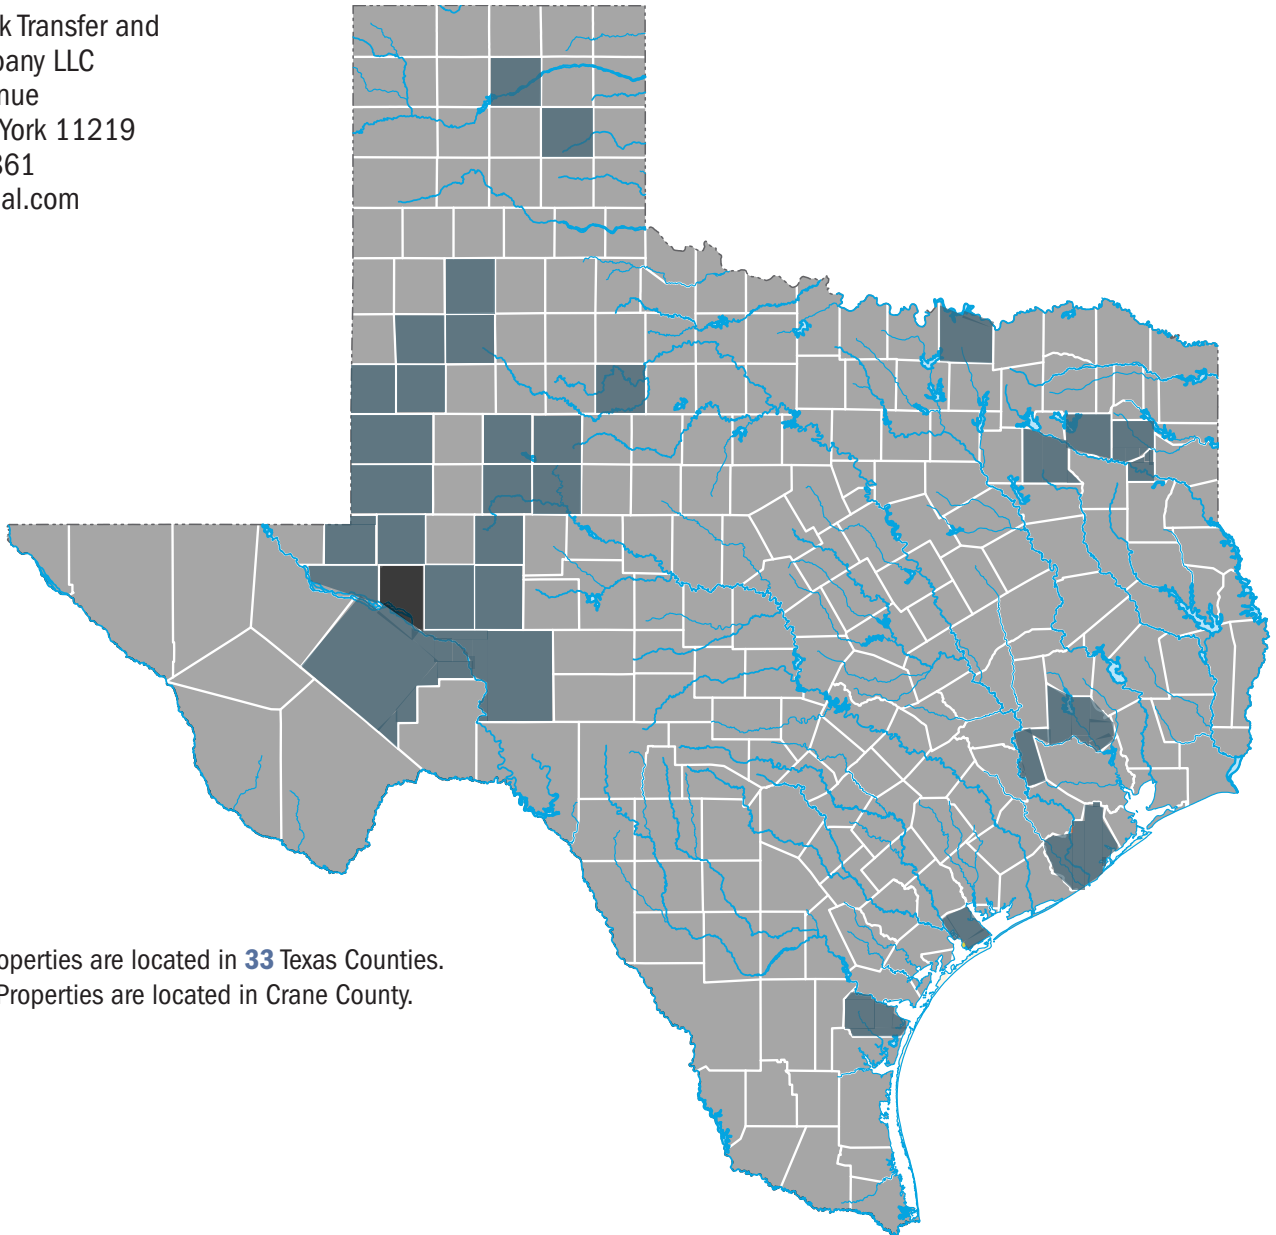 k Transfer and
pany LLC
nue
York 11219
361
al.com
operties are located in 33 Texas Counties.
Properties are located in Crane County.